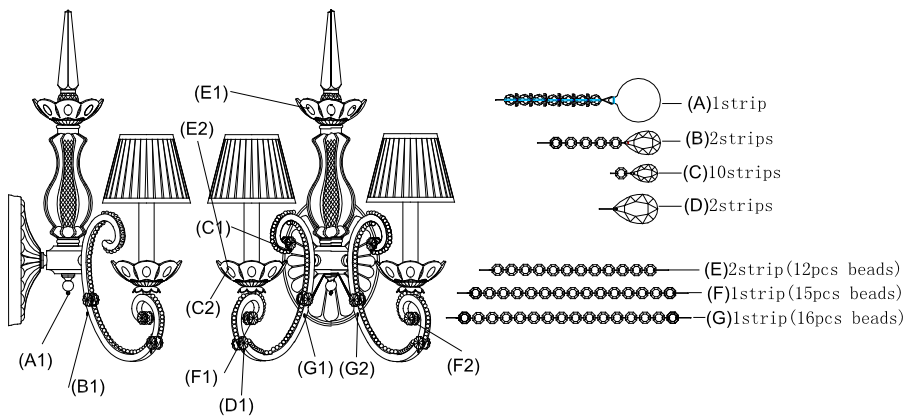 (E1)
(E2)
(C1)
(C2)
(A1)
(B1)
(F1)
(D1)
(G1)
(G2)
(F2)
(A)1strip
(B)2strips
(C)10strips
(D)2strips
(E)2strip(12pcs beads)
(F)1strip(15pcs beads)
(G)1strip(16pcs beads)